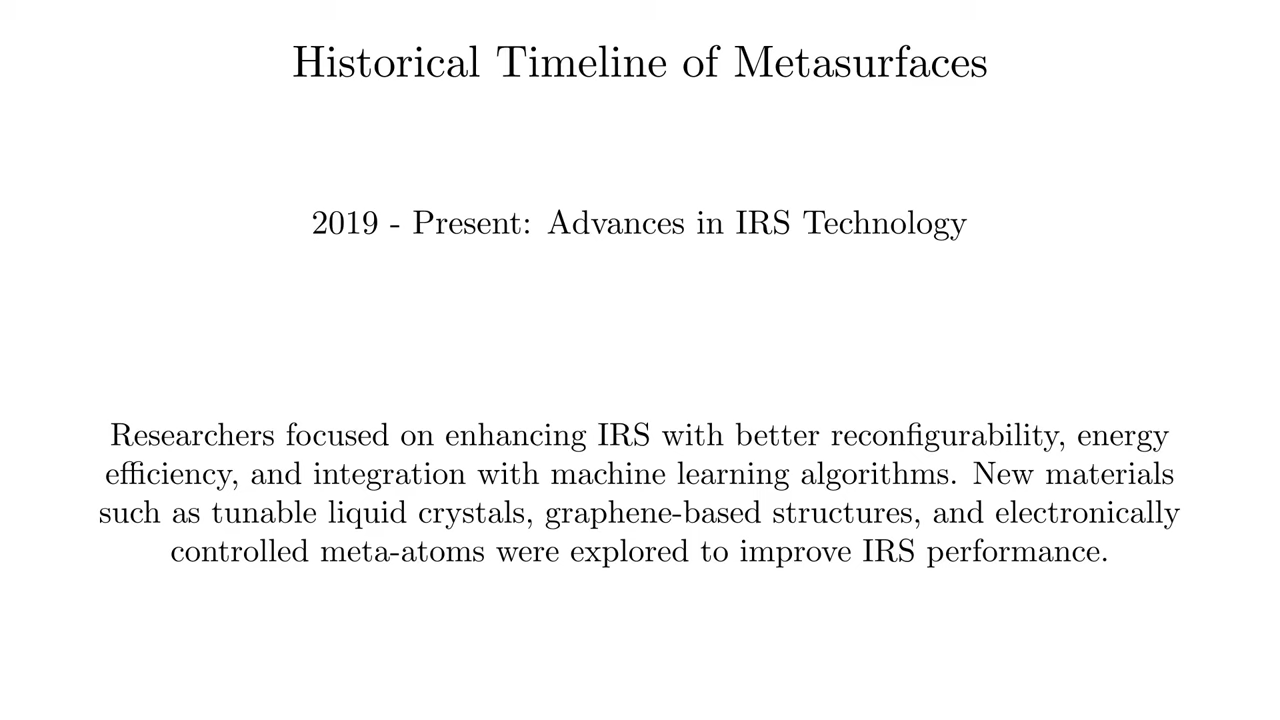 Historical Timeline of Metasurfaces
2019 - Present: Advances in IRS Technology
Researchers focused on enhancing IRS with better reconfigurability, energy
efficiency, and integration with machine learning algorithms. New materials
such as tunable liquid crystals, graphene-based structures, and electronically
controlled meta-atoms were explored to improve IRS performance.